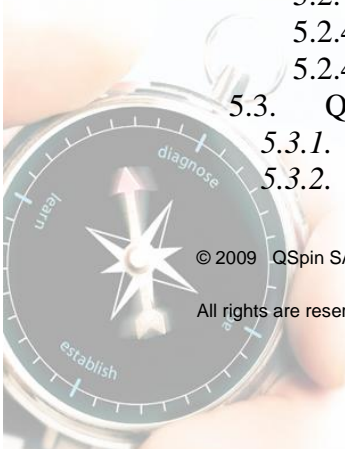 5.2.
5.2.4
5.2.4
5.3. Q
5.3.1.
5.3.2.
diagnose
learn
establish
© 2009 QSpin SA
All rights are reser